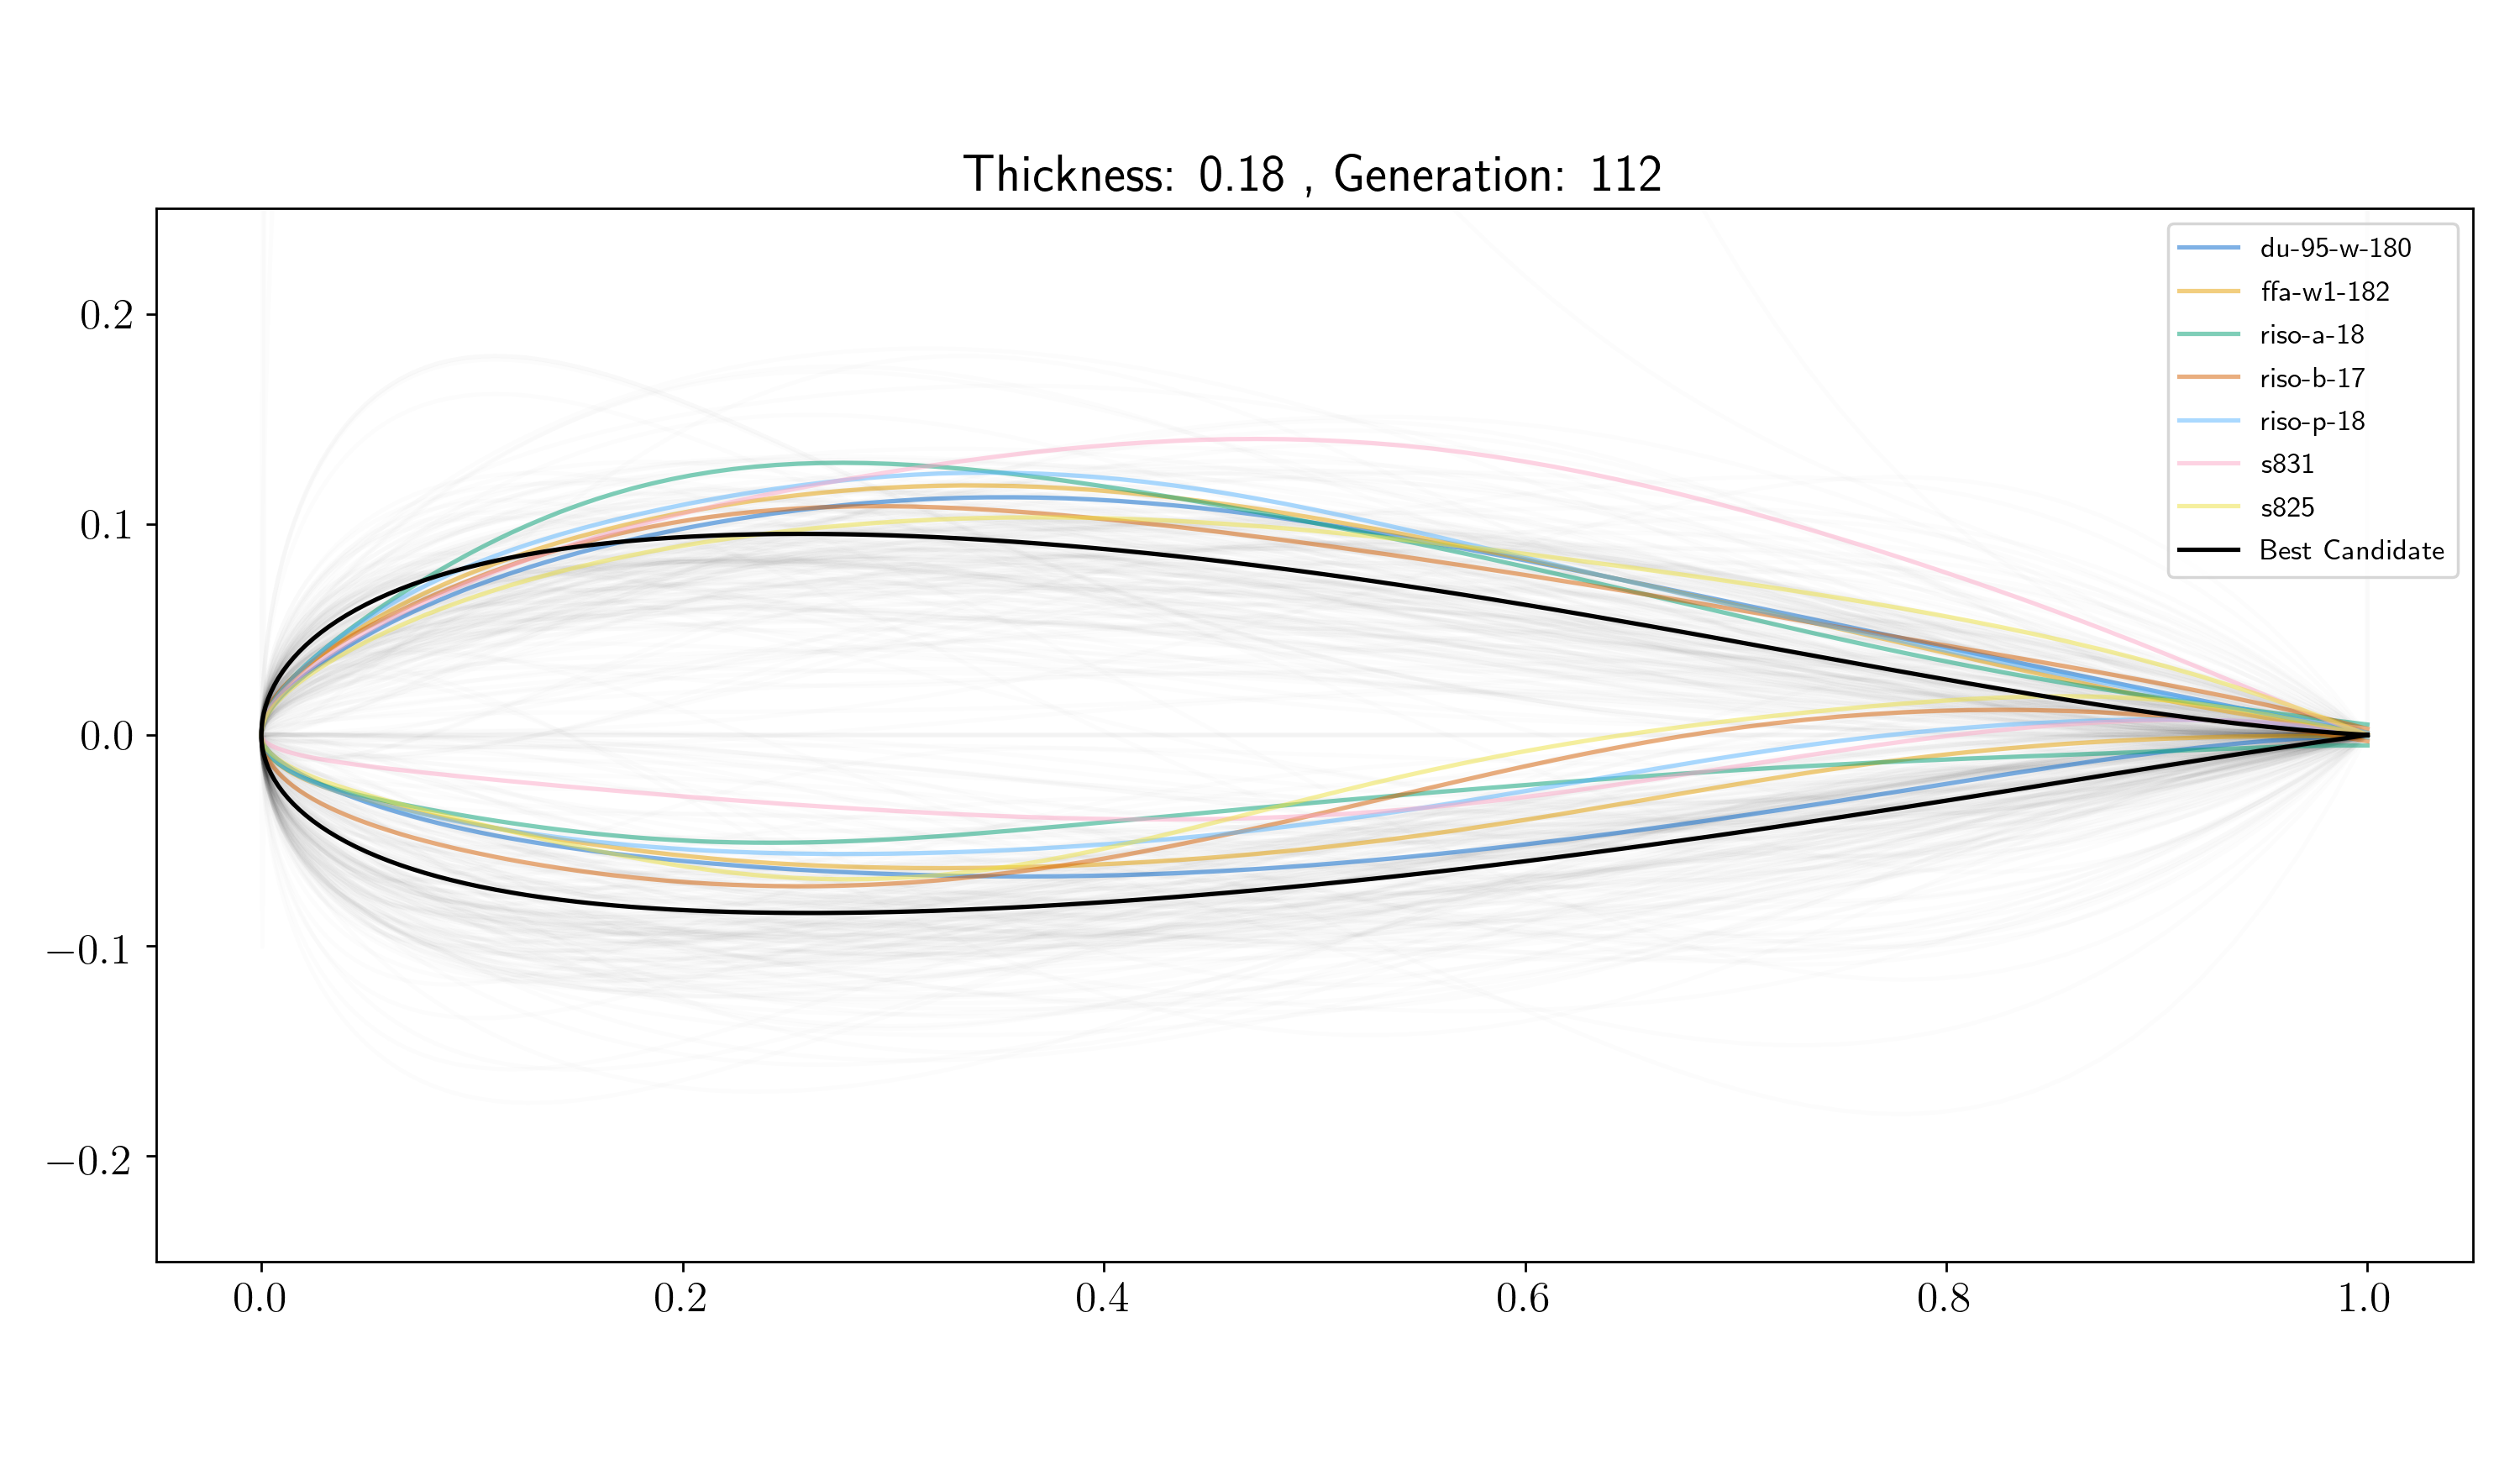 Thickness: 0.18 , Generation: 112
du-95-w-180
ffa-w1-182
riso-a-18
riso-b-17
riso-p-18
s831
s825
Best Candidate
0.2
0.1
0.0
−0.1
−0.2
0.0 0.2 0.4 0.6 0.8 1.0